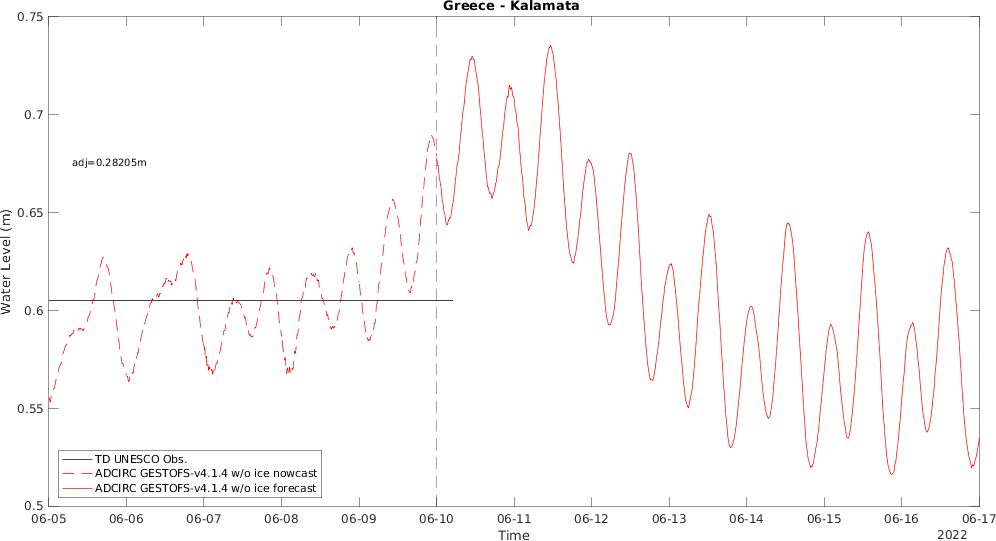 Greece - Kalamata
0.75
0.7
0.65
0.6
0.55
0.5
Water Level (m)
adj=0.28205m
TD UNESCO Obs.
ADCIRC GESTOFS-v4.1.4 w/o ice nowcast
ADCIRC GESTOFS-v4.1.4 w/o ice forecast
06-05 06-06 06-07 06-08 06-09 06-10 06-11 06-12 06-13 06-14 06-15 06-16 06-17
Time
2022